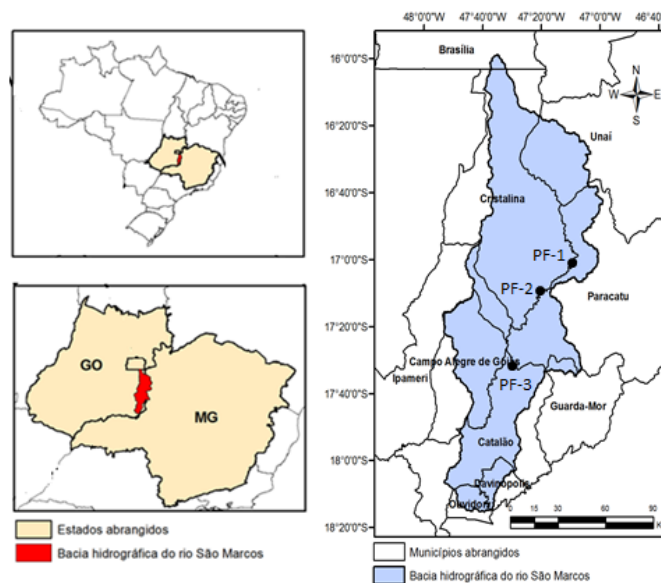 GO
MG
Estados abrangidos
Bacia hidrográfica do rio São Marcos
48°0'0"W 47°40'0"W 47°20'0"W 47°0'0"W 46°4
16°0'0"S
16°20'0"S
16°30'0"S
17°0'0"S
17°20'0"S
17°40'0"S
18°0'0"S
18°20'0"S
Brasília
N
W E
S
Unaí
Cristalina
PF-1
PF-2
Paracatu
Campo Alegre de Goiás
Ipameri
PF-3
Guarda-Mor
Catalão
Davinópolis
Ouvidor
0 15 30 60 90
K
Municípios abrangidos
Bacia hidrográfica do rio São Marcos